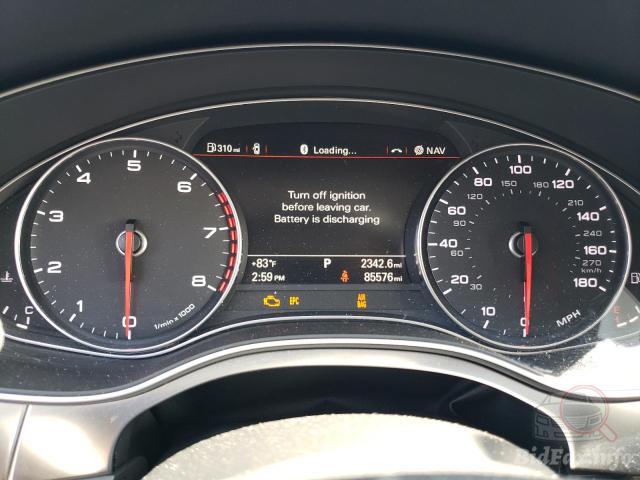 310 mi
Loading...
NAV
Turn off ignition
before leaving car.
Battery is discharging
+83°F P 2342.6 mi
2:59 PM 85576 mi
EPC AIR BAG
0 1 2 3 4 5 6 7 8
1/min x 1000
C
0 10 20 40 60 80 100 120 140 160 180
30 60 90 120 150 180 210 240 270
km/h
MPH
E
BidFax.info